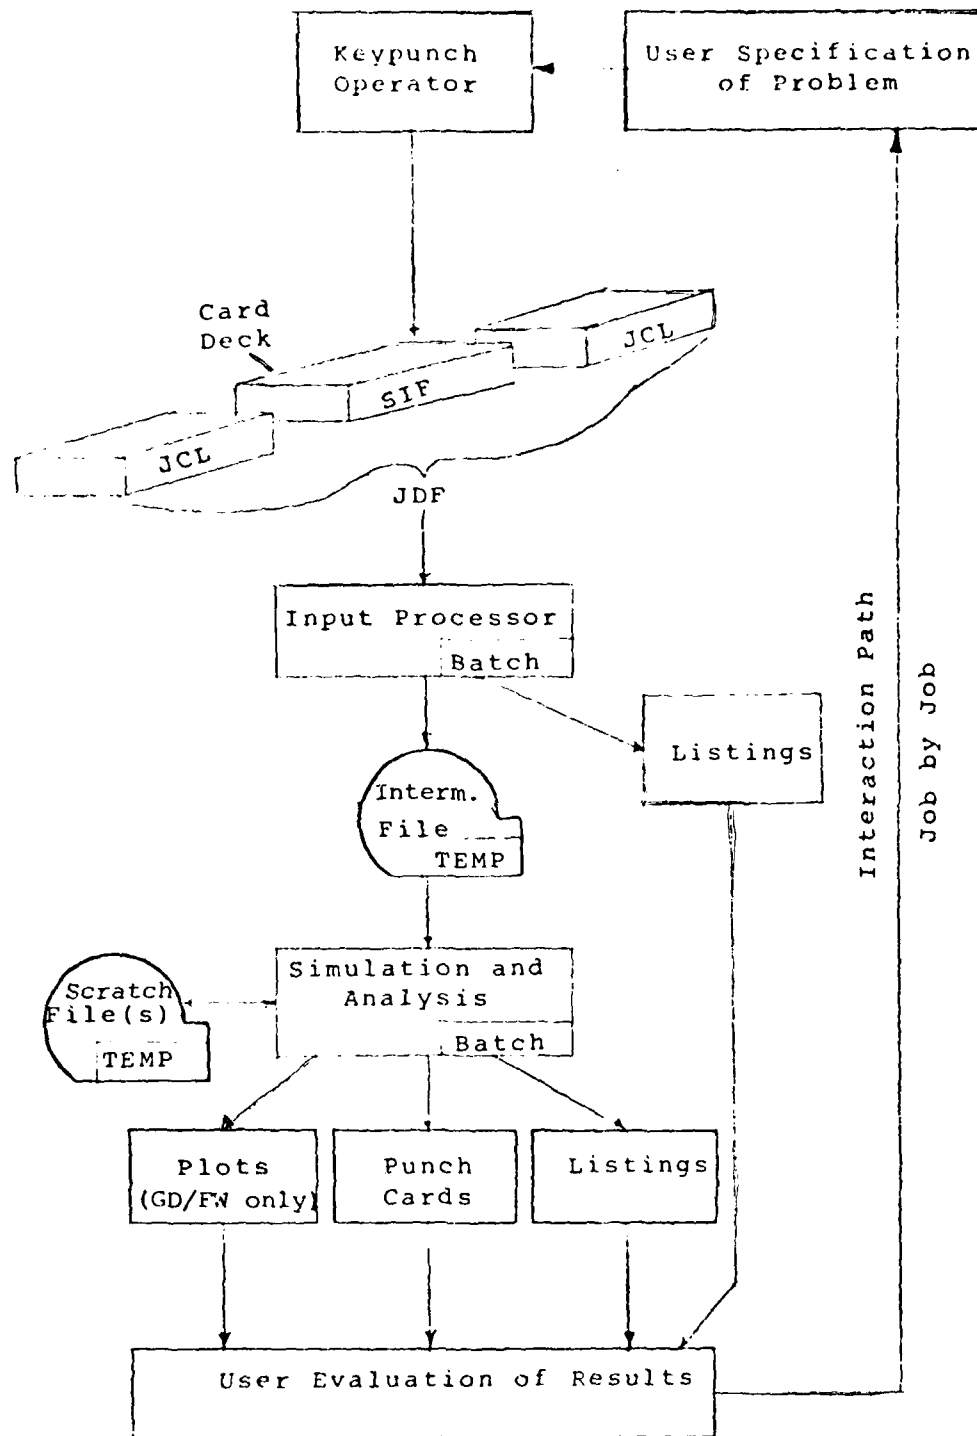 Keypunch
Operator
User Specification
of Problem
Card
Deck
JCL
SIF
JCL
JDF
Input Processor
Batch
Listings
Interm.
File
TEMP
Interaction Path
Job by Job
Simulation and
Analysis
Batch
Scratch
File(s)
TEMP
Plots
(GD/FW only)
Punch
Cards
Listings
User Evaluation of Results